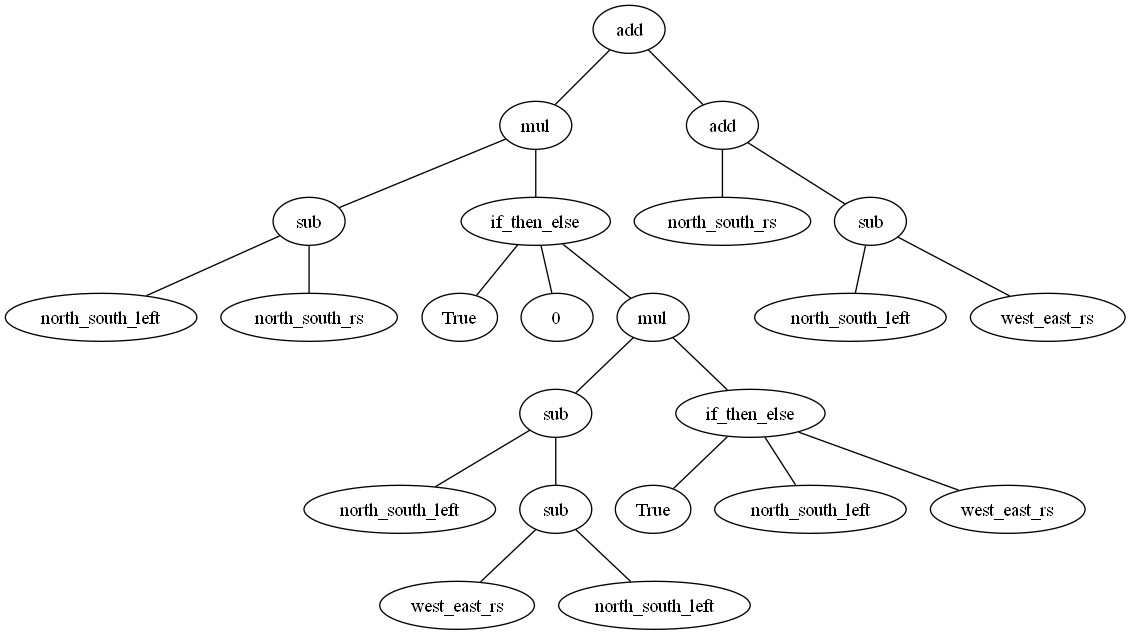 add
mul
add
sub
if_then_else
north_south_rs
sub
north_south_left
north_south_rs
True
0
mul
north_south_left
west_east_rs
sub
if_then_else
north_south_left
sub
True
north_south_left
west_east_rs
west_east_rs
north_south_left